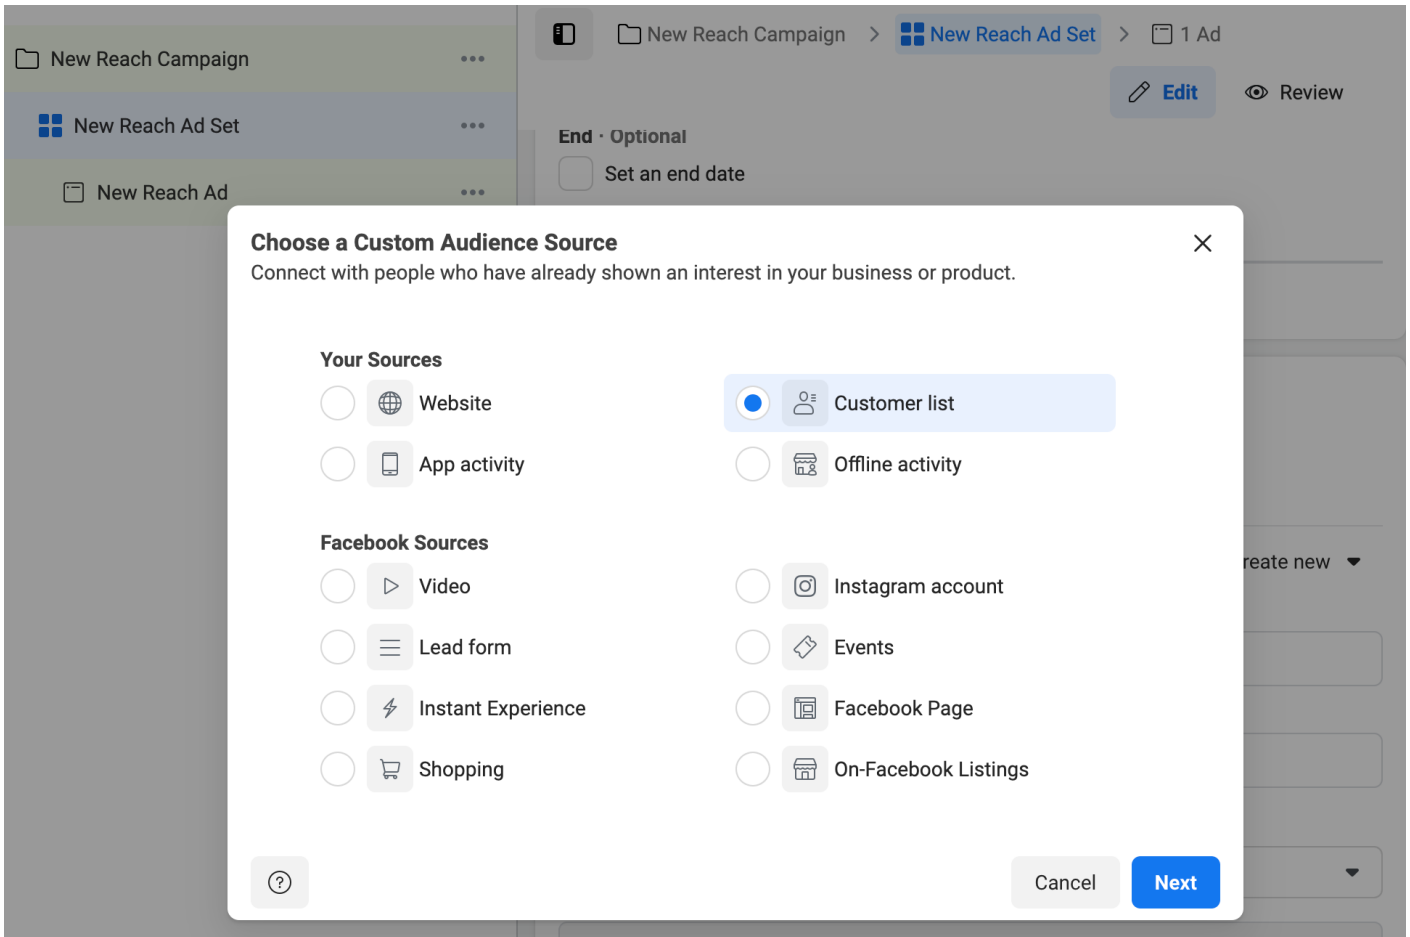 New Reach Campaign
New Reach Ad Set
New Reach Ad
New Reach Campaign > New Reach Ad Set > 1 Ad
Edit Review
End · Optional
Set an end date
Choose a Custom Audience Source
Connect with people who have already shown an interest in your business or product.
Your Sources
Website Customer list
App activity Offline activity
Facebook Sources
reate new
Video Instagram account
Lead form Events
Instant Experience Facebook Page
Shopping On-Facebook Listings
Cancel Next